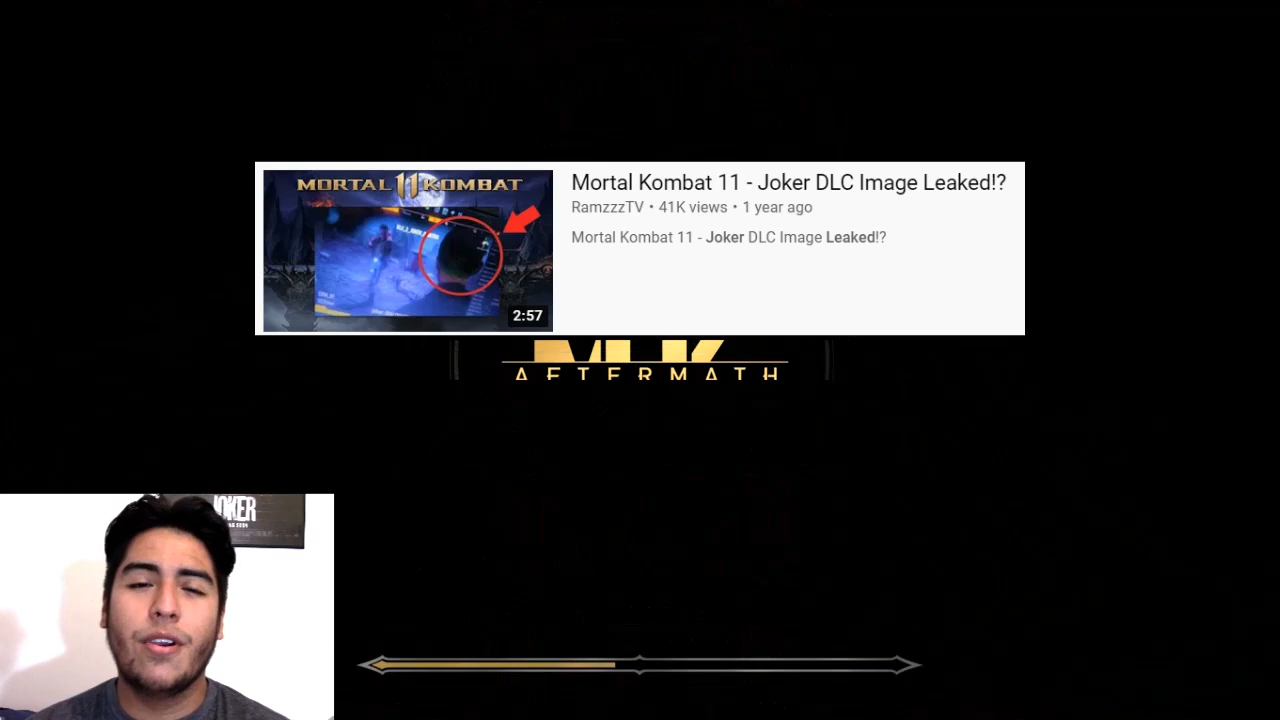 MORTAL 11 KOMBAT
2:57
Mortal Kombat 11 - Joker DLC Image Leaked!?
RamzzzTV • 41K views • 1 year ago
Mortal Kombat 11 - Joker DLC Image Leaked!?
AFTERMATH
JOKER